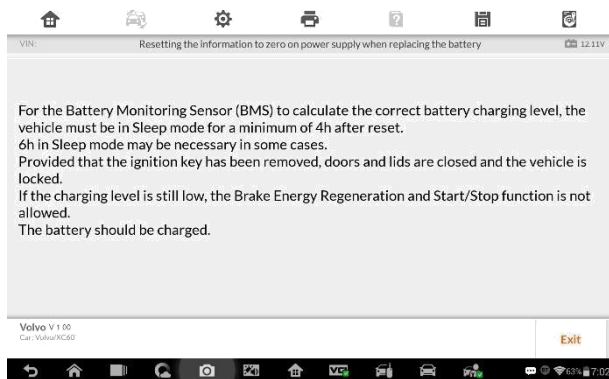 VIN:
Resetting the information to zero on power supply when replacing the battery
12.11V
For the Battery Monitoring Sensor (BMS) to calculate the correct battery charging level, the
vehicle must be in Sleep mode for a minimum of 4h after reset.
6h in Sleep mode may be necessary in some cases.
Provided that the ignition key has been removed, doors and lids are closed and the vehicle is
locked.
If the charging level is still low, the Brake Energy Regeneration and Start/Stop function is not
allowed.
The battery should be charged.
Volvo V 1.00
Car: Volvo/XC60
Exit
63% 7:02